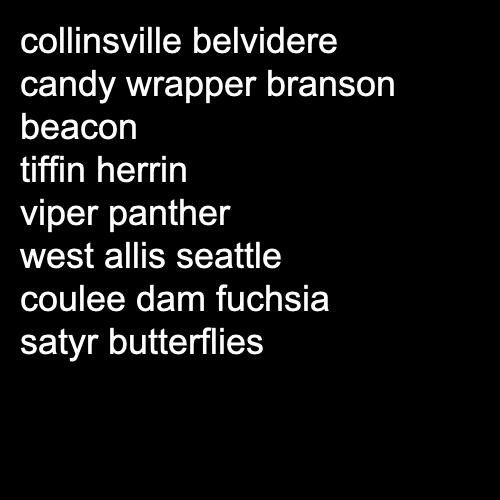 collinsville belvidere
candy wrapper branson
beacon
tiffin herrin
viper panther
west allis seattle
coulee dam fuchsia
satyr butterflies